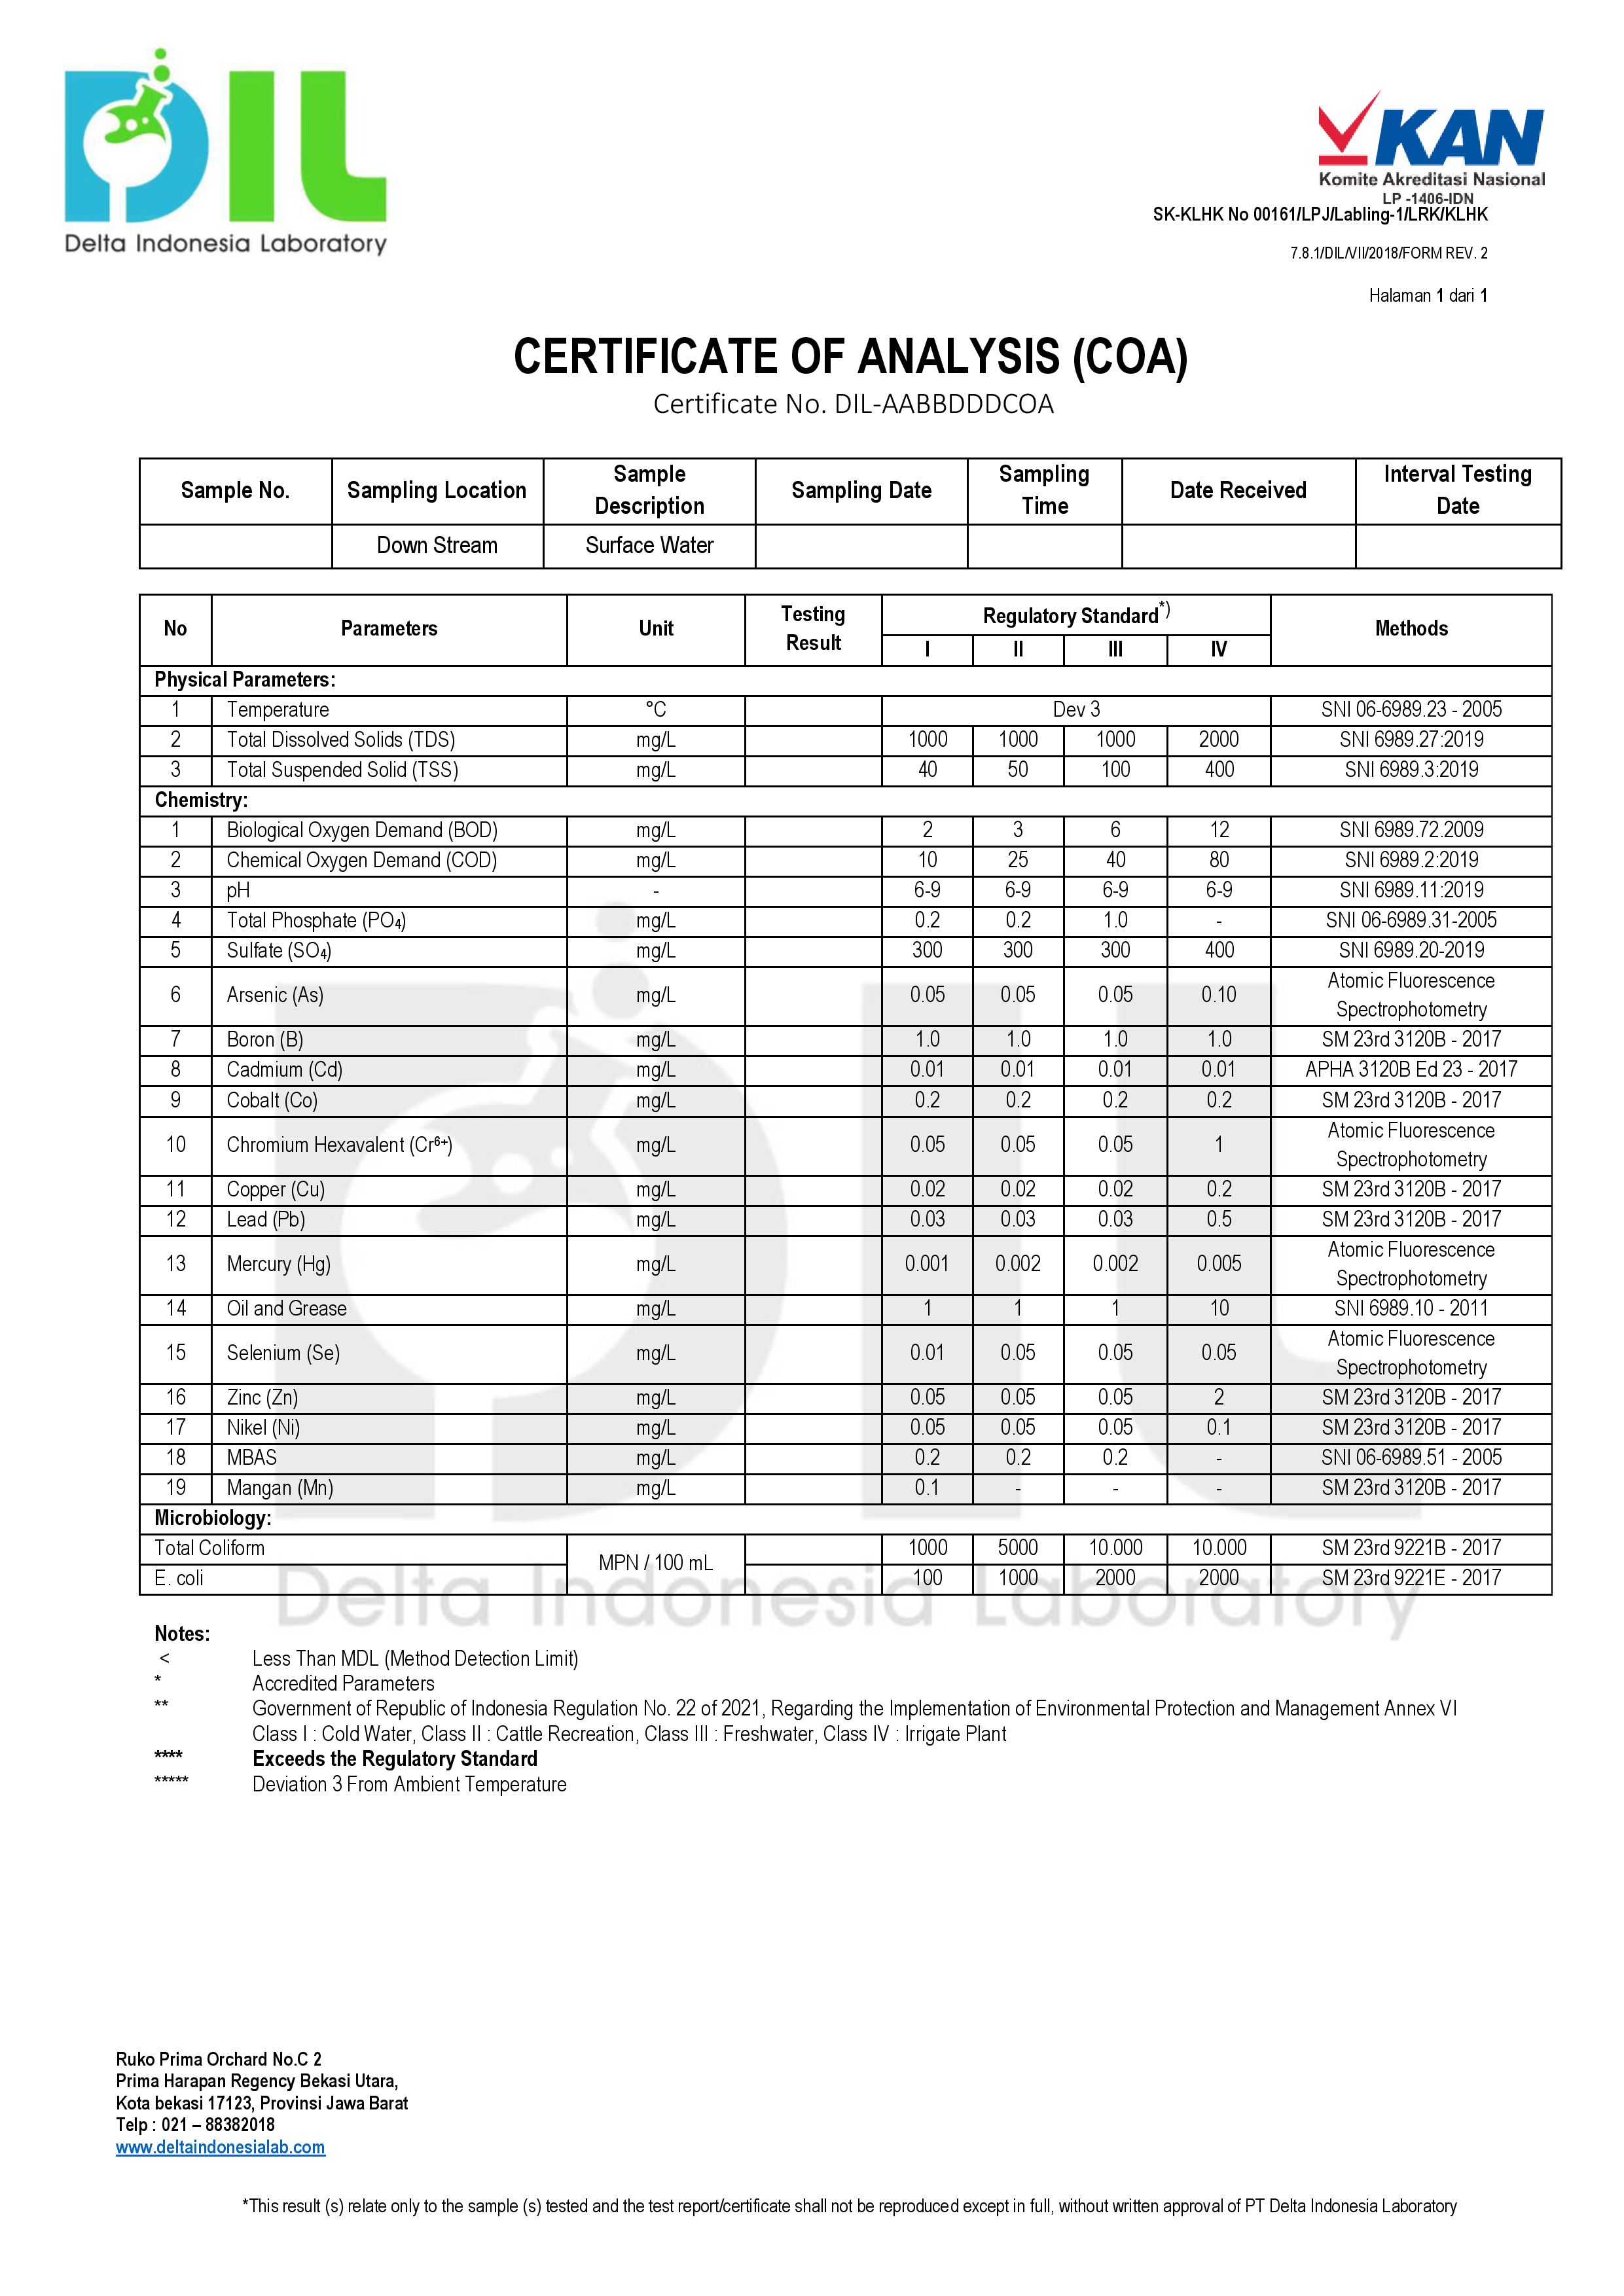 DIL
Delta Indonesia Laboratory
KAN
Komite Akreditasi Nasional
LP -1406-IDN
SK-KLHK No 00161/LPJ/Labling-1/LRK/KLHK
7.8.1/DIL/VII/2018/FORM REV. 2
Halaman 1 dari 1
CERTIFICATE OF ANALYSIS (COA)
Certificate No. DIL-AABBDDDCOA
Sample No. Sampling Location Sample Description Sampling Date Sampling Time Date Received Interval Testing Date
Down Stream Surface Water
No Parameters Unit Testing Result Regulatory Standard*) Methods
I II III IV
Physical Parameters:
1 Temperature °C Dev 3 SNI 06-6989.23 - 2005
2 Total Dissolved Solids (TDS) mg/L 1000 1000 1000 2000 SNI 6989.27:2019
3 Total Suspended Solid (TSS) mg/L 40 50 100 400 SNI 6989.3:2019
Chemistry:
1 Biological Oxygen Demand (BOD) mg/L 2 3 6 12 SNI 6989.72.2009
2 Chemical Oxygen Demand (COD) mg/L 10 25 40 80 SNI 6989.2:2019
3 pH - 6-9 6-9 6-9 6-9 SNI 6989.11:2019
4 Total Phosphate (PO₄) mg/L 0.2 0.2 1.0 - SNI 06-6989.31-2005
5 Sulfate (SO₄) mg/L 300 300 300 400 SNI 6989.20-2019
6 Arsenic (As) mg/L 0.05 0.05 0.05 0.10 Atomic Fluorescence Spectrophotometry
7 Boron (B) mg/L 1.0 1.0 1.0 1.0 SM 23rd 3120B - 2017
8 Cadmium (Cd) mg/L 0.01 0.01 0.01 0.01 APHA 3120B Ed 23 - 2017
9 Cobalt (Co) mg/L 0.2 0.2 0.2 0.2 SM 23rd 3120B - 2017
10 Chromium Hexavalent (Cr⁶⁺) mg/L 0.05 0.05 0.05 1 Atomic Fluorescence Spectrophotometry
11 Copper (Cu) mg/L 0.02 0.02 0.02 0.2 SM 23rd 3120B - 2017
12 Lead (Pb) mg/L 0.03 0.03 0.03 0.5 SM 23rd 3120B - 2017
13 Mercury (Hg) mg/L 0.001 0.002 0.002 0.005 Atomic Fluorescence Spectrophotometry
14 Oil and Grease mg/L 1 1 1 10 SNI 6989.10 - 2011
15 Selenium (Se) mg/L 0.01 0.05 0.05 0.05 Atomic Fluorescence Spectrophotometry
16 Zinc (Zn) mg/L 0.05 0.05 0.05 2 SM 23rd 3120B - 2017
17 Nikel (Ni) mg/L 0.05 0.05 0.05 0.1 SM 23rd 3120B - 2017
18 MBAS mg/L 0.2 0.2 0.2 - SNI 06-6989.51 - 2005
19 Mangan (Mn) mg/L 0.1 - - - SM 23rd 3120B - 2017
Microbiology:
Total Coliform MPN / 100 mL 1000 5000 10.000 10.000 SM 23rd 9221B - 2017
E. coli 100 1000 2000 2000 SM 23rd 9221E - 2017
DIL
Delta Indonesia Laboratory
Notes:
< Less Than MDL (Method Detection Limit)
* Accredited Parameters
** Government of Republic of Indonesia Regulation No. 22 of 2021, Regarding the Implementation of Environmental Protection and Management Annex VI
Class I : Cold Water, Class II : Cattle Recreation, Class III : Freshwater, Class IV : Irrigate Plant
**** Exceeds the Regulatory Standard
***** Deviation 3 From Ambient Temperature
Ruko Prima Orchard No.C 2
Prima Harapan Regency Bekasi Utara,
Kota bekasi 17123, Provinsi Jawa Barat
Telp : 021 – 88382018
www.deltaindonesialab.com
*This result (s) relate only to the sample (s) tested and the test report/certificate shall not be reproduced except in full, without written approval of PT Delta Indonesia Laboratory